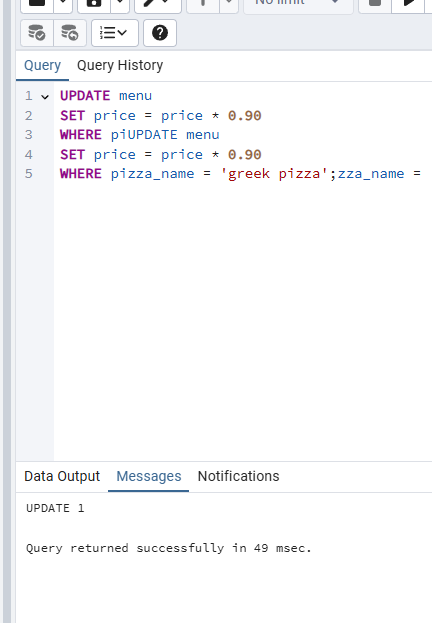 No limit
Query Query History
1 UPDATE menu
2 SET price = price * 0.90
3 WHERE piUPDATE menu
4 SET price = price * 0.90
5 WHERE pizza_name = 'greek pizza';zza_name =
Data Output Messages Notifications
UPDATE 1
Query returned successfully in 49 msec.